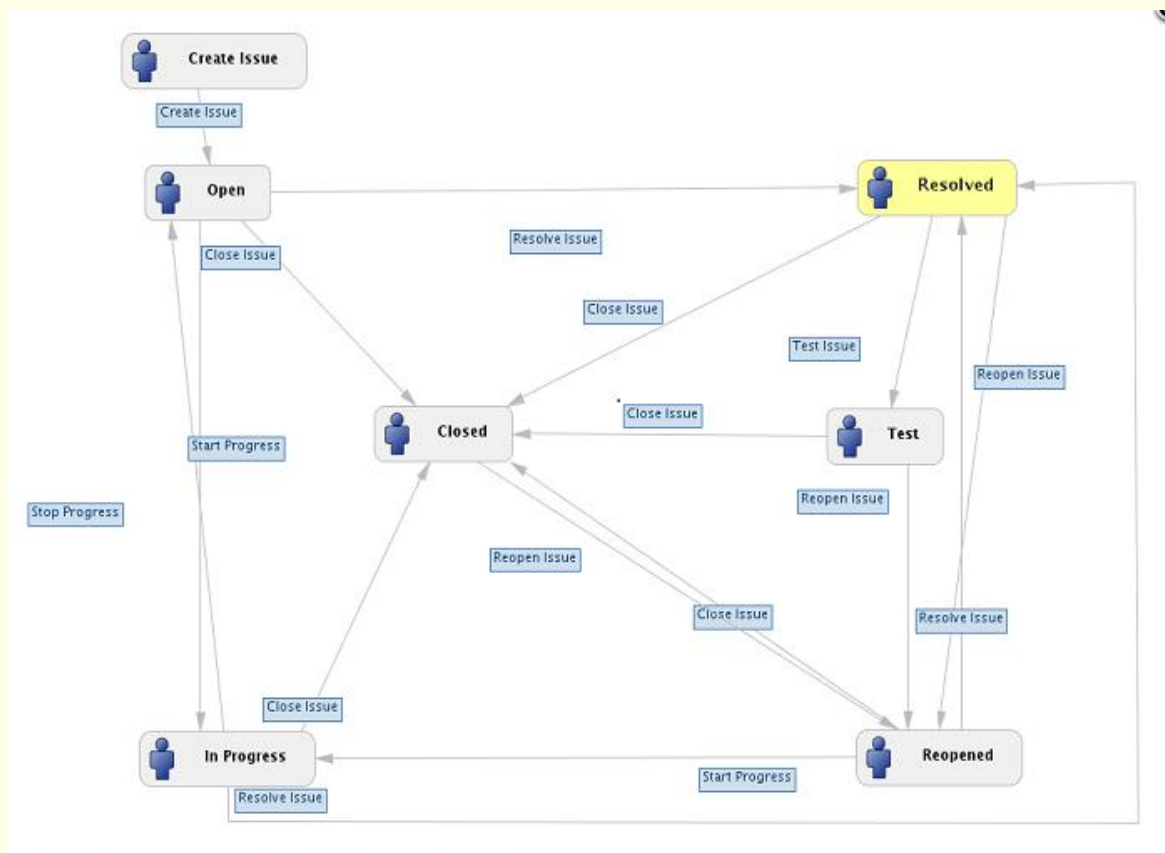 Create Issue
Create Issue
Open
Resolved
Resolve Issue
Close Issue
Close Issue
Test Issue
Reopen Issue
Close Issue
Closed
Test
Start Progress
Reopen Issue
Stop Progress
Reopen Issue
Close Issue
Resolve Issue
Close Issue
In Progress
Reopened
Start Progress
Resolve Issue